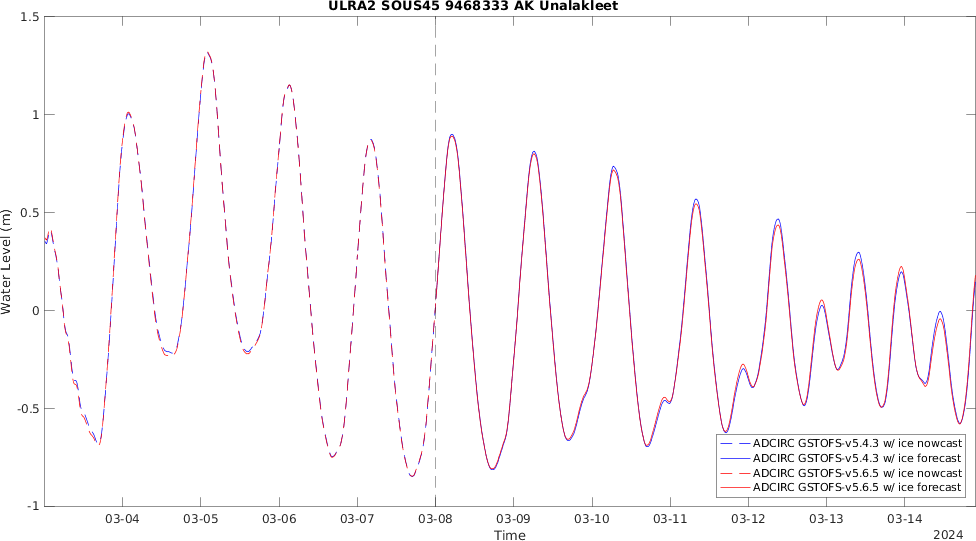 ULRA2 SOUS45 9468333 AK Unalakleet
1.5
1
0.5
0
-0.5
-1
Water Level (m)
03-04 03-05 03-06 03-07 03-08 03-09 03-10 03-11 03-12 03-13 03-14
Time
2024
ADCIRC GSTOFS-v5.4.3 w/ ice nowcast
ADCIRC GSTOFS-v5.4.3 w/ ice forecast
ADCIRC GSTOFS-v5.6.5 w/ ice nowcast
ADCIRC GSTOFS-v5.6.5 w/ ice forecast